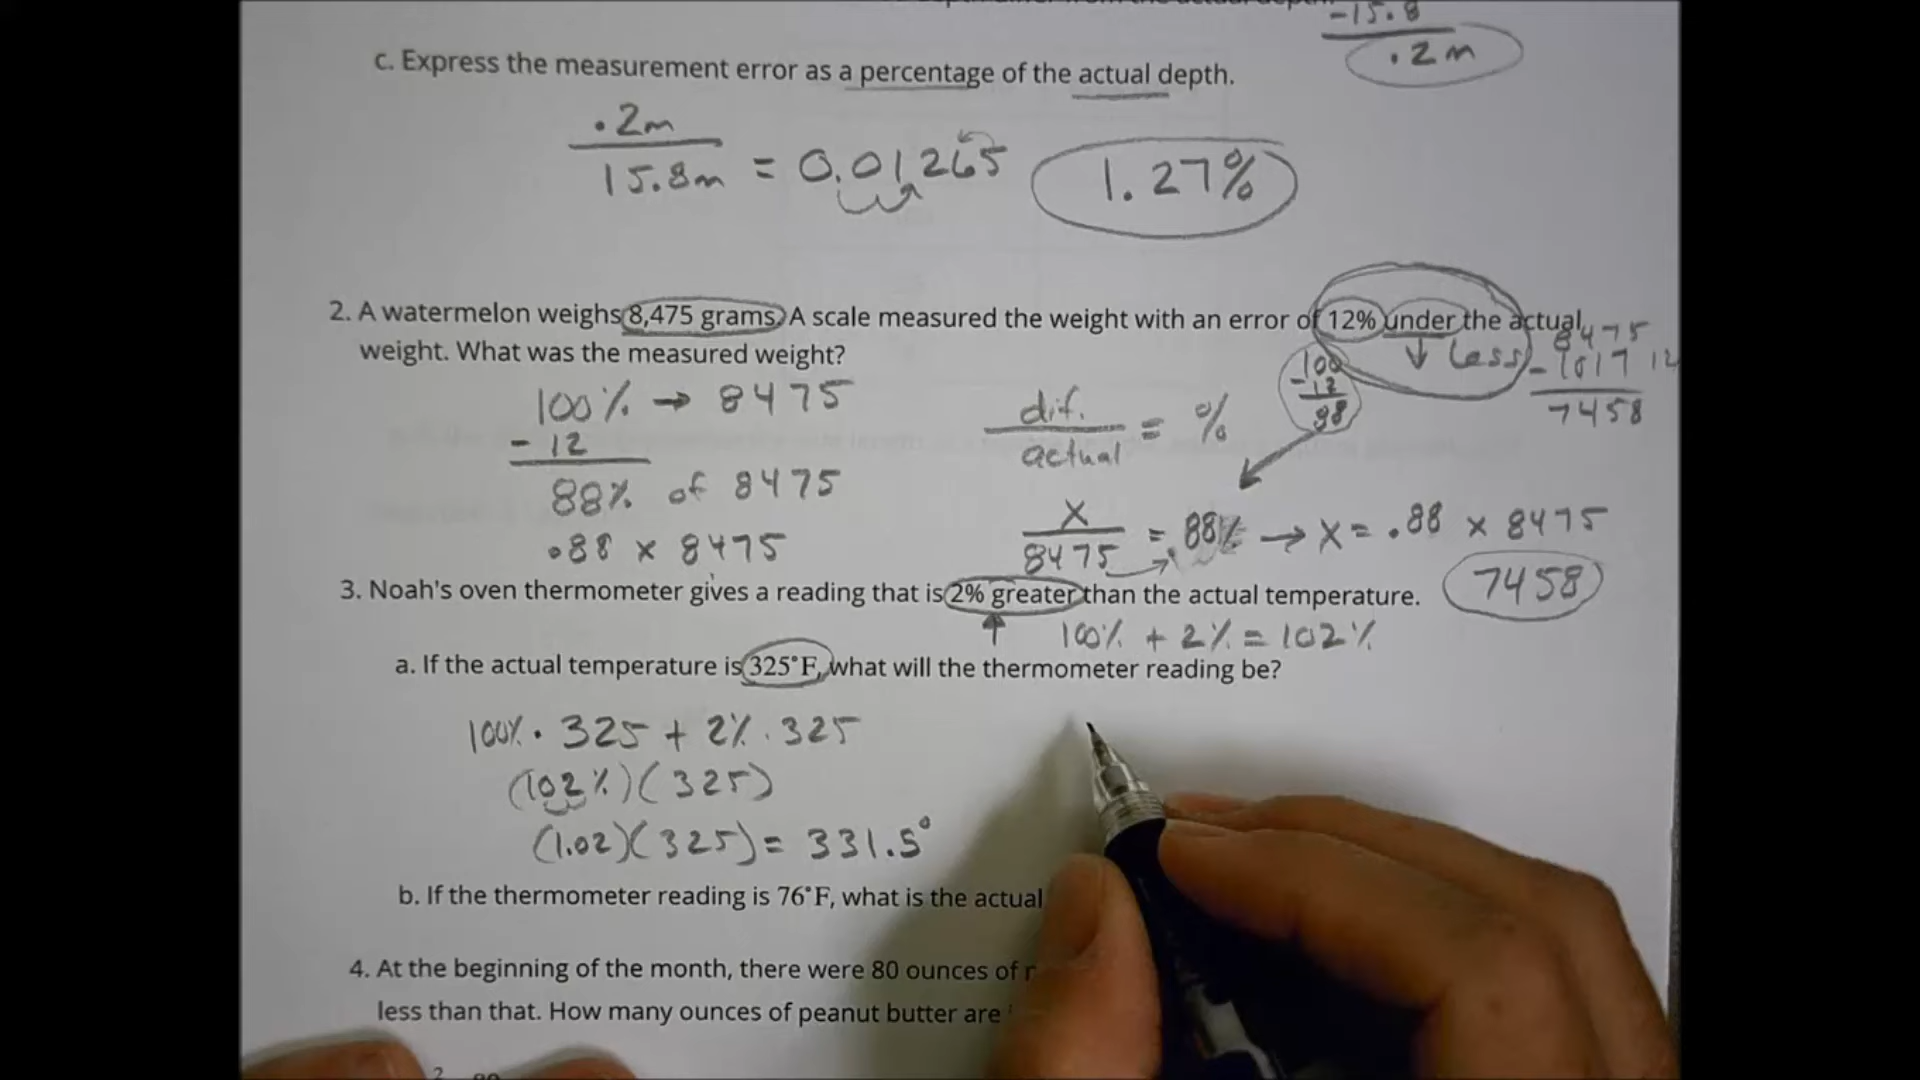 -15.8
.2m
c. Express the measurement error as a percentage of the actual depth.
.2m
15.8m = 0.01265
1.27%
2. A watermelon weighs 8,475 grams. A scale measured the weight with an error of 12% under the actual
weight. What was the measured weight?
↓ Less
8475
- 1017
7458
100
-12
88
100% → 8475
- 12
88% of 8475
.88 x 8475
dif.
actual = %
x
8475 = .88% → x = .88 x 8475
7458
3. Noah's oven thermometer gives a reading that is 2% greater than the actual temperature.
↑ 100% + 2% = 102%
a. If the actual temperature is 325°F, what will the thermometer reading be?
100% · 325 + 2% · 325
(102%)(325)
(1.02)(325) = 331.5°
b. If the thermometer reading is 76°F, what is the actual
4. At the beginning of the month, there were 80 ounces of
less than that. How many ounces of peanut butter are
2